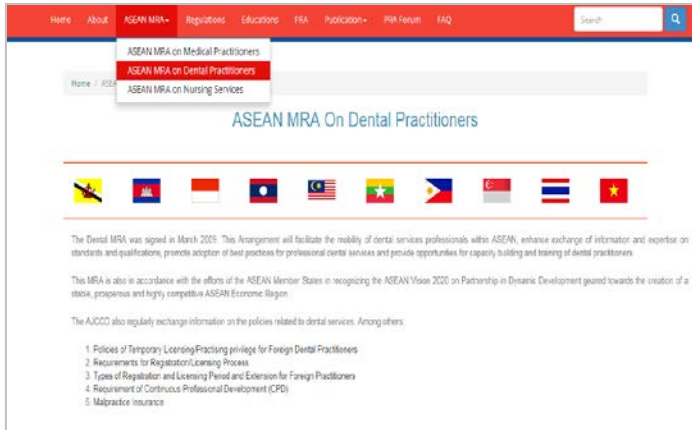 Home About ASEAN MRA Regulations Educations PRA Publication PRA Forum FAQ Search
ASEAN MRA on Medical Practitioners
ASEAN MRA on Dental Practitioners
ASEAN MRA on Nursing Services
Home /
ASEAN MRA On Dental Practitioners
The Dental MRA was signed in March 2009. This Arrangement will facilitate the mobility of dental services professionals within ASEAN, enhance exchange of information and expertise on
standards and qualifications, promote adoption of best practices for professional dental services and provide opportunities for capacity building and training of dental practitioners.
This MRA is also in accordance with the efforts of the ASEAN Member States in recognizing the ASEAN Vision 2020 on Partnership in Dynamic Development geared towards the creation of a
stable, prosperous and highly competitive ASEAN Economic Region.
The AJCCD also regularly exchange information on the policies related to dental services. Among others:
1. Policies of Temporary Licensing/Practising privilege for Foreign Dental Practitioners
2. Requirements for Registration/Licensing Process
3. Types of Registration and Licensing Period and Extension for Foreign Practitioners
4. Requirement of Continuous Professional Development (CPD)
5. Malpractice Insurance